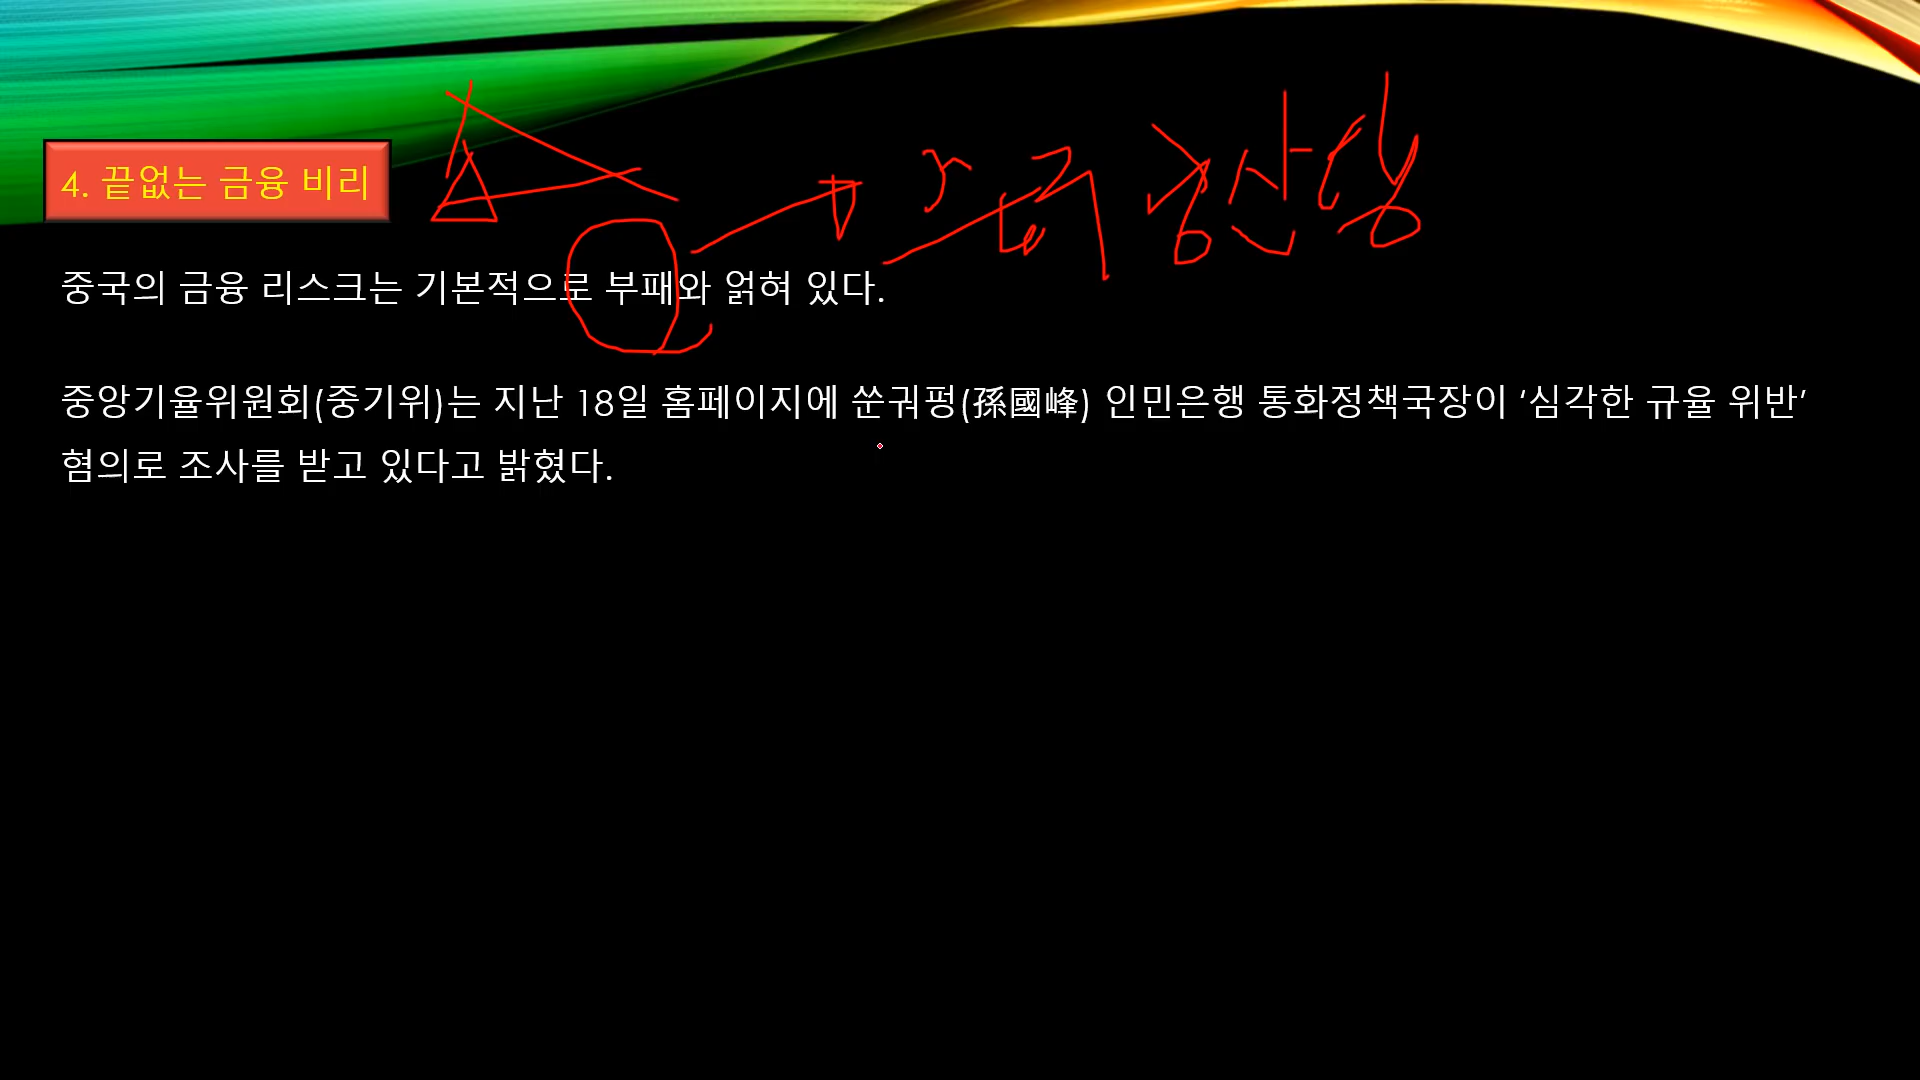 4. 끝없는 금융 비리
중국의 금융 리스크는 기본적으로 부패와 얽혀 있다.
중앙기율위원회(중기위)는 지난 18일 홈페이지에 쑨궈펑(孫國峰) 인민은행 통화정책국장이 ‘심각한 규율 위반’
혐의로 조사를 받고 있다고 밝혔다.